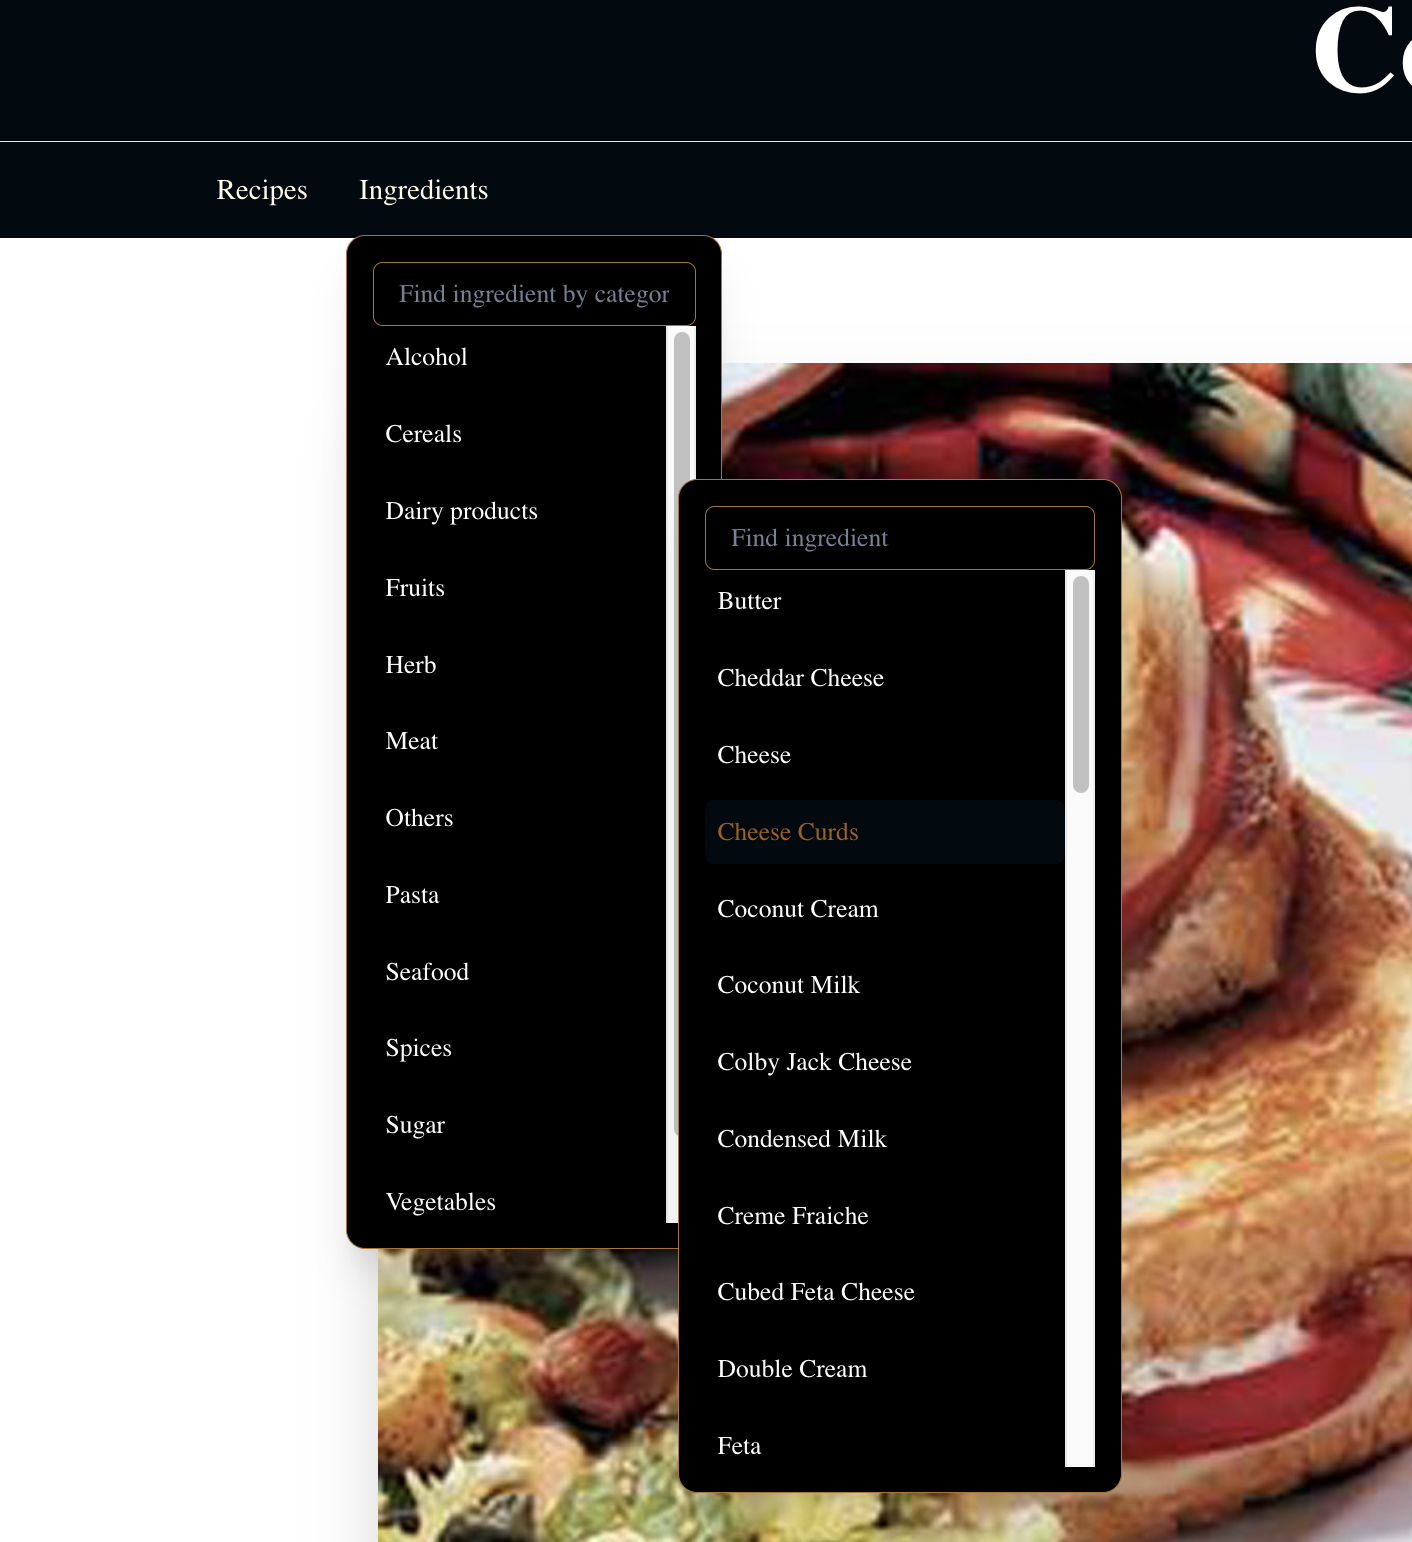 Recipes Ingredients
Find ingredient by categor
Alcohol
Cereals
Dairy products
Fruits
Herb
Meat
Others
Pasta
Seafood
Spices
Sugar
Vegetables
Find ingredient
Butter
Cheddar Cheese
Cheese
Cheese Curds
Coconut Cream
Coconut Milk
Colby Jack Cheese
Condensed Milk
Creme Fraiche
Cubed Feta Cheese
Double Cream
Feta